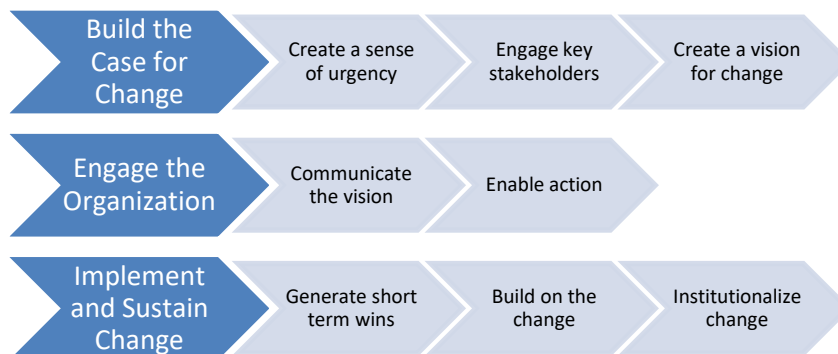 Build the
Case for
Change
Create a sense
of urgency
Engage key
stakeholders
Create a vision
for change
Engage the
Organization
Communicate
the vision
Enable action
Implement
and Sustain
Change
Generate short
term wins
Build on the
change
Institutionalize
change